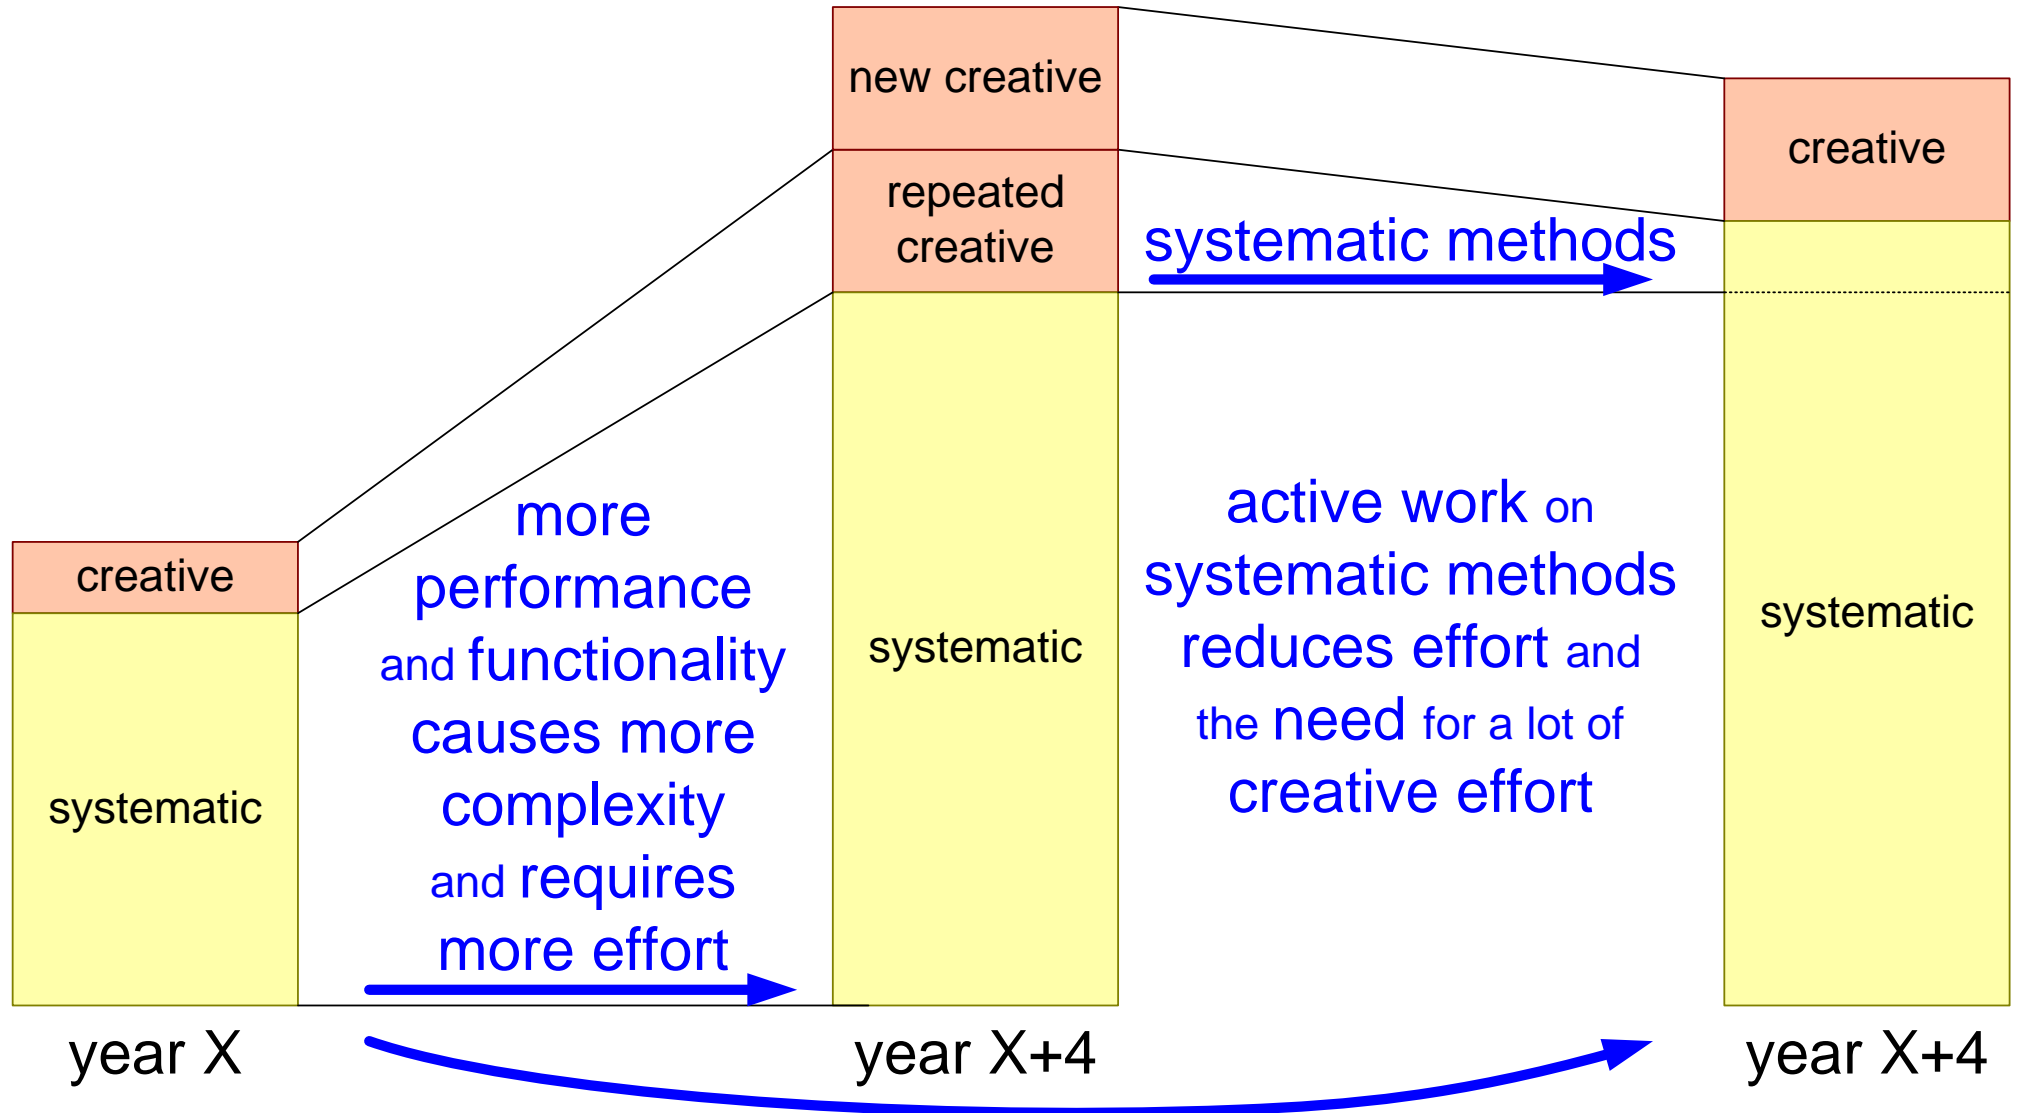 new creative
repeated
creative
systematic
creative
systematic
creative
systematic
systematic methods
more
performance
and functionality
causes more
complexity
and requires
more effort
active work on
systematic methods
reduces effort and
the need for a lot of
creative effort
year X
year X+4
year X+4